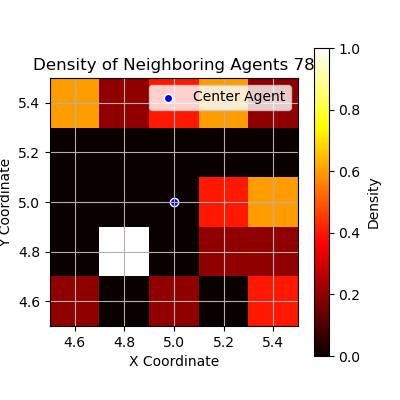 Density of Neighboring Agents 78
Center Agent
5.4
5.2
5.0
4.8
4.6
Y Coordinate
4.6 4.8 5.0 5.2 5.4
X Coordinate
1.0
0.8
0.6
0.4
0.2
0.0
Density